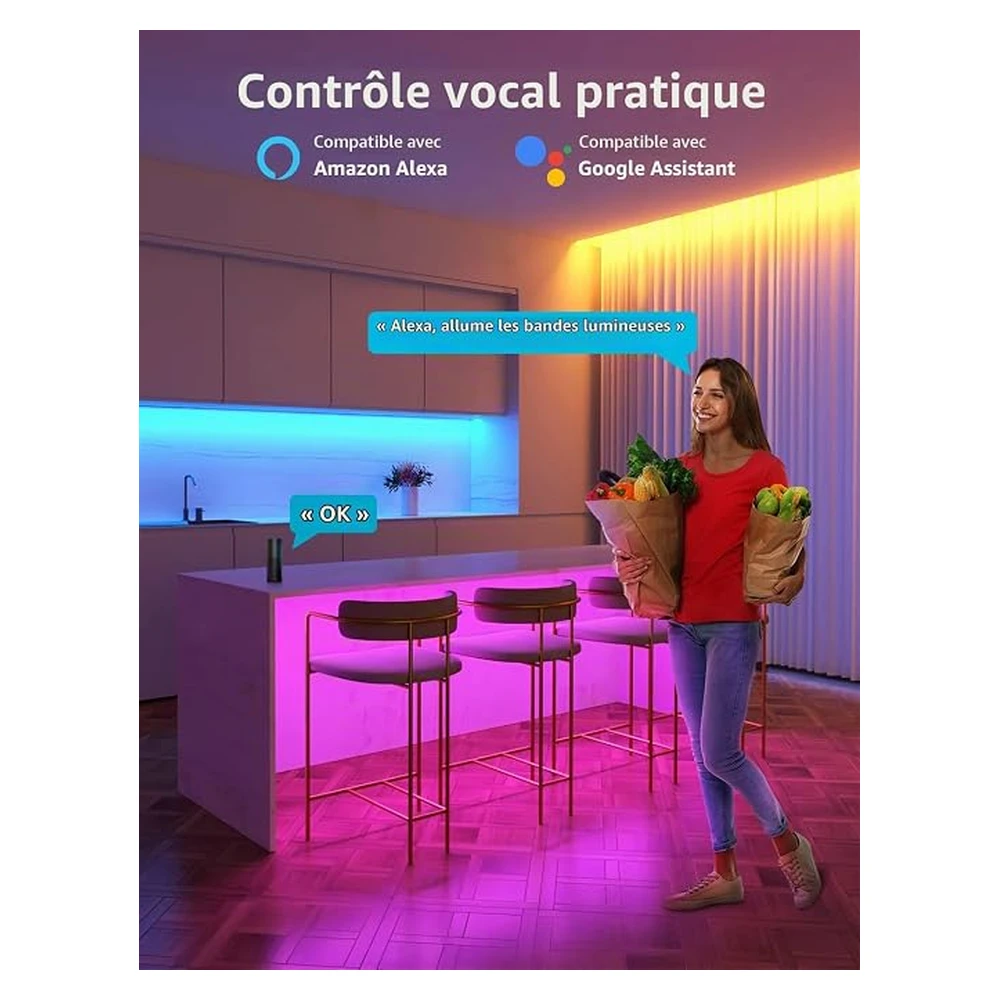 Contrôle vocal pratique
Compatible avec
Amazon Alexa
Compatible avec
Google Assistant
« Alexa, allume les bandes lumineuses »
« OK »